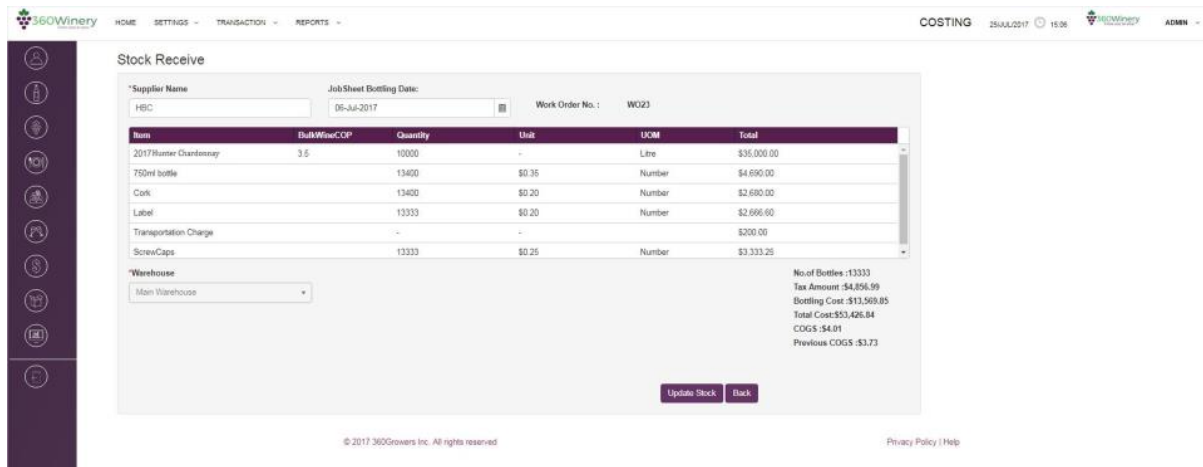 360Winery HOME SETTINGS TRANSACTION REPORTS COSTING 25/JUL/2017 15:06 360Winery ADMIN
Stock Receive
*Supplier Name JobSheet Bottling Date:
HBC 06-Jul-2017 Work Order No. : WO23
Item BulkWineCOP Quantity Unit UOM Total
2017 Hunter Chardonnay 3.5 10000 - Litre $35,000.00
750ml bottle 13400 $0.35 Number $4,690.00
Cork 13400 $0.20 Number $2,680.00
Label 13333 $0.20 Number $2,666.60
Transportation Charge - - $200.00
ScrewCaps 13333 $0.25 Number $3,333.25
*Warehouse
Main Warehouse
No.of Bottles :13333
Tax Amount :$4,856.99
Bottling Cost :$13,569.85
Total Cost:$53,426.84
COGS :$4.01
Previous COGS :$3.73
Update Stock Back
© 2017 360Growers Inc. All rights reserved Privacy Policy | Help